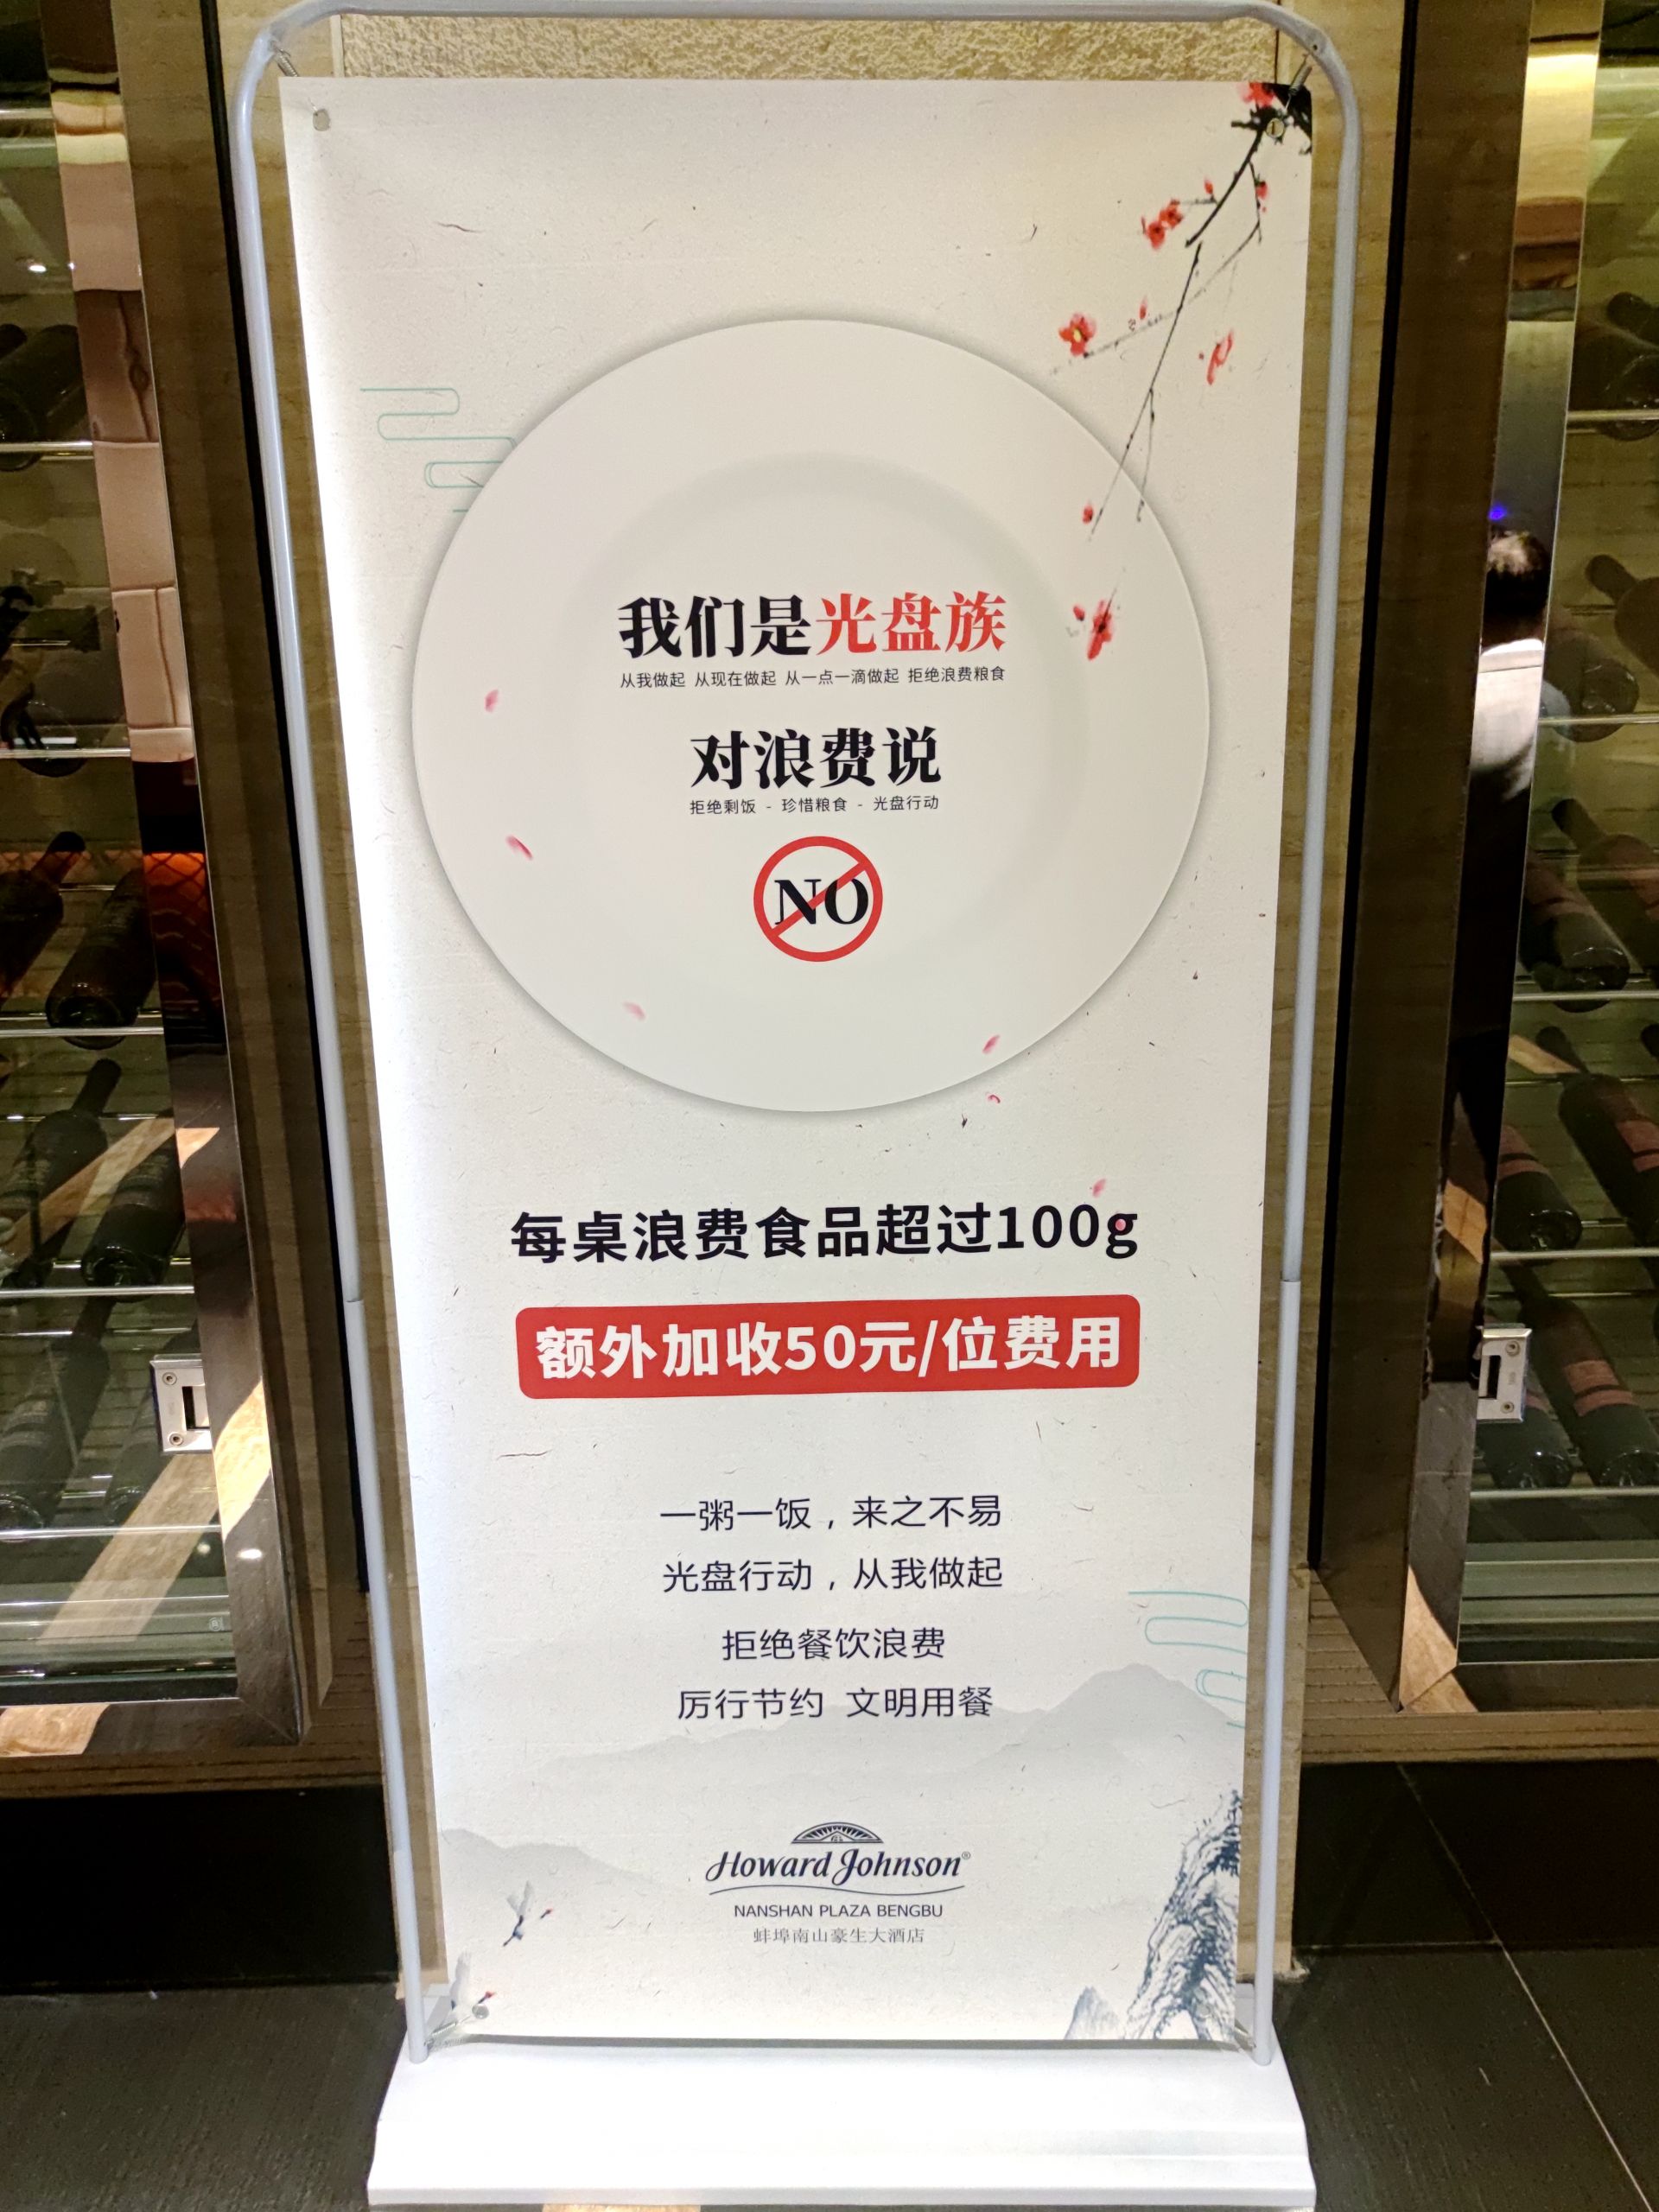 我们是光盘族
从我做起 从现在做起 从一点一滴做起 拒绝浪费粮食
对浪费说
拒绝剩饭 - 珍惜粮食 - 光盘行动
NO
每桌浪费食品超过100g
额外加收50元/位费用
一粥一饭，来之不易
光盘行动，从我做起
拒绝餐饮浪费
厉行节约 文明用餐
Howard Johnson®
NANSHAN PLAZA BENGBU
蚌埠南山豪生大酒店